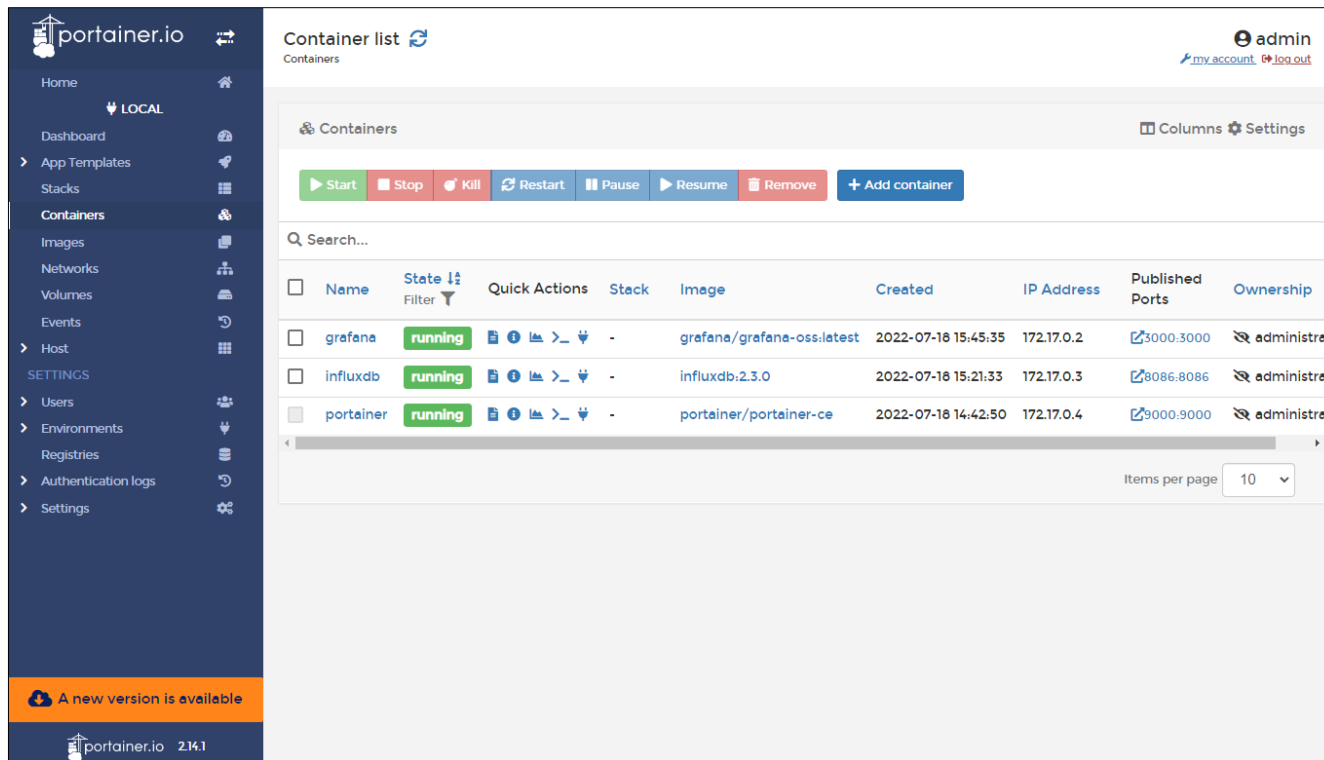 portainer.io
Home
LOCAL
Dashboard
App Templates
Stacks
Containers
Images
Networks
Volumes
Events
Host
SETTINGS
Users
Environments
Registries
Authentication logs
Settings
A new version is available
portainer.io 2.14.1
Container list
Containers
admin
my account log out
Containers
Columns Settings
Start Stop Kill Restart Pause Resume Remove + Add container
Search...
Name State Filter Quick Actions Stack Image Created IP Address Published Ports Ownership
grafana running - grafana/grafana-oss:latest 2022-07-18 15:45:35 172.17.0.2 3000:3000 administra
influxdb running - influxdb:2.3.0 2022-07-18 15:21:33 172.17.0.3 8086:8086 administra
portainer running - portainer/portainer-ce 2022-07-18 14:42:50 172.17.0.4 9000:9000 administra
Items per page 10